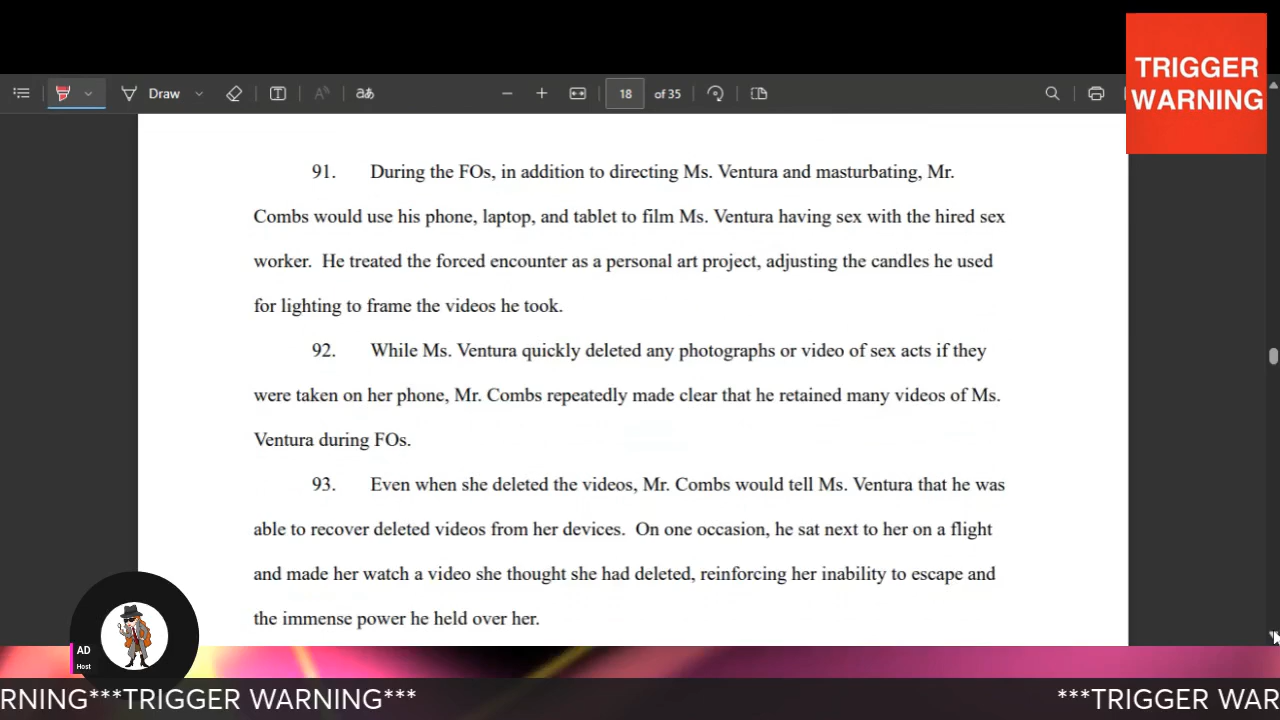 TRIGGER
WARNING
Draw
18 of 35
91. During the FOs, in addition to directing Ms. Ventura and masturbating, Mr.
Combs would use his phone, laptop, and tablet to film Ms. Ventura having sex with the hired sex
worker. He treated the forced encounter as a personal art project, adjusting the candles he used
for lighting to frame the videos he took.
92. While Ms. Ventura quickly deleted any photographs or video of sex acts if they
were taken on her phone, Mr. Combs repeatedly made clear that he retained many videos of Ms.
Ventura during FOs.
93. Even when she deleted the videos, Mr. Combs would tell Ms. Ventura that he was
able to recover deleted videos from her devices. On one occasion, he sat next to her on a flight
and made her watch a video she thought she had deleted, reinforcing her inability to escape and
the immense power he held over her.
AD
Host
RNING***TRIGGER WARNING*** ***TRIGGER WAR